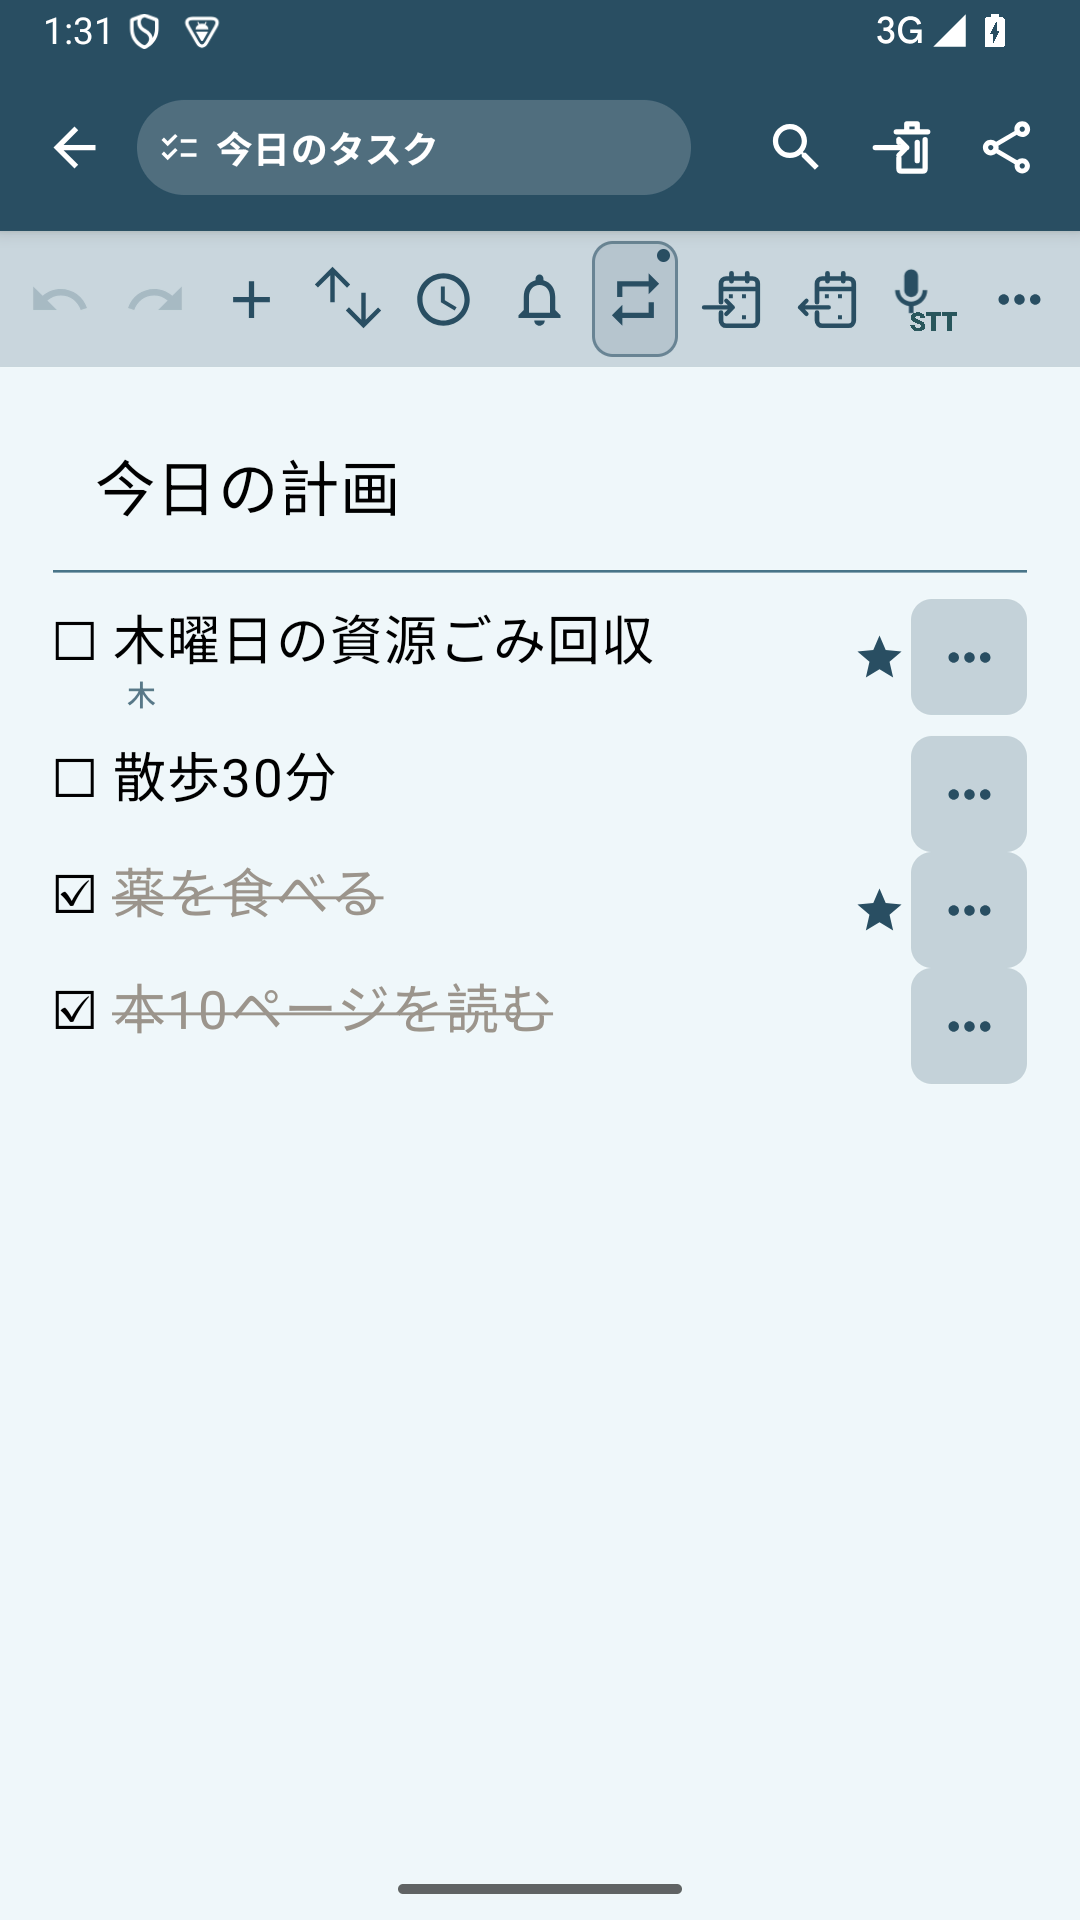 1:31
3G
今日のタスク
STT
今日の計画
木曜日の資源ごみ回収
木
散歩30分
薬を食べる
本10ページを読む